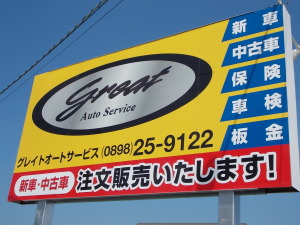 Great
Auto Service
グレイトオートサービス (0898) 25-9122
新車
中古車
保険
車検
板金
新車・中古車 注文販売いたします!